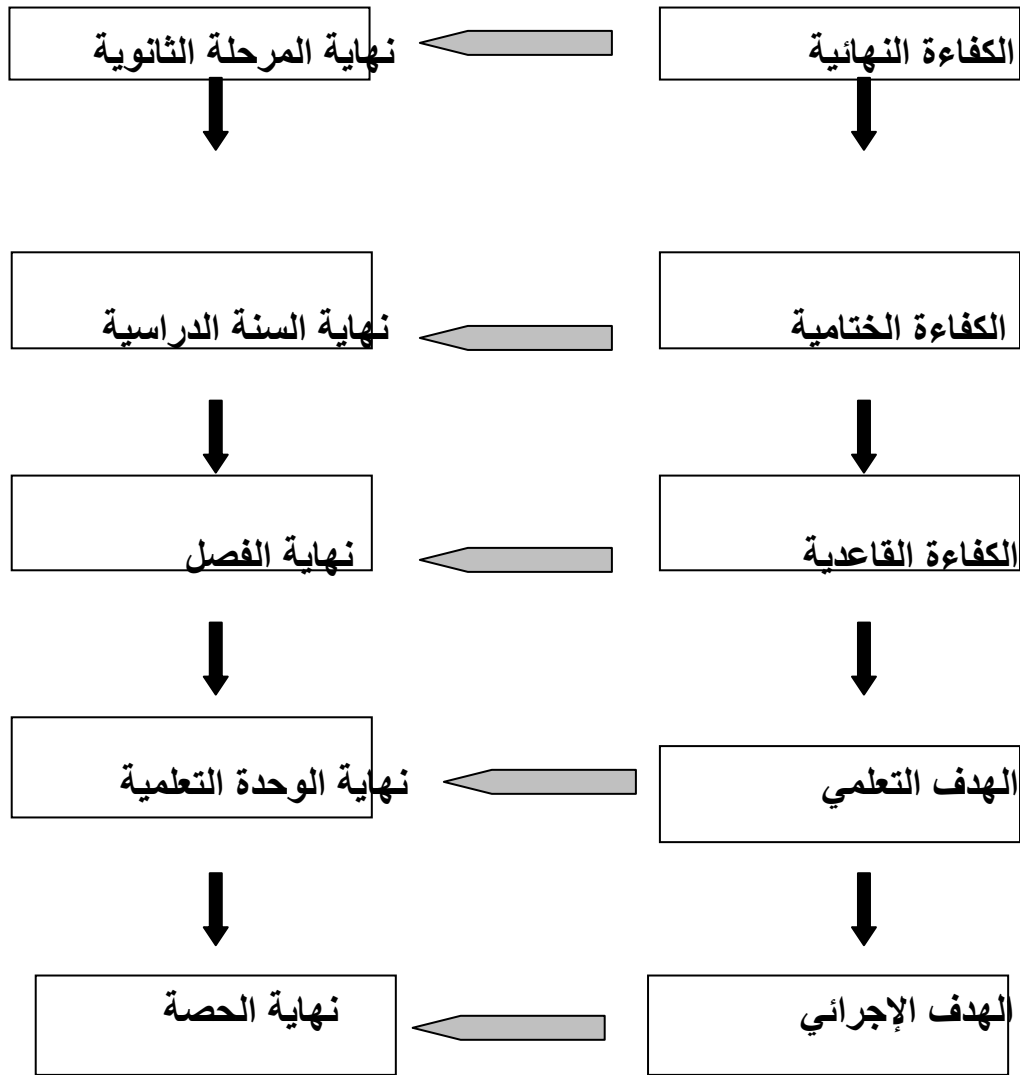 الكفاءة النهائية
نهاية المرحلة الثانوية
الكفاءة الختامية
نهاية السنة الدراسية
الكفاءة القاعدية
نهاية الفصل
الهدف التعلمي
نهاية الوحدة التعلمية
الهدف الإجرائي
نهاية الحصة